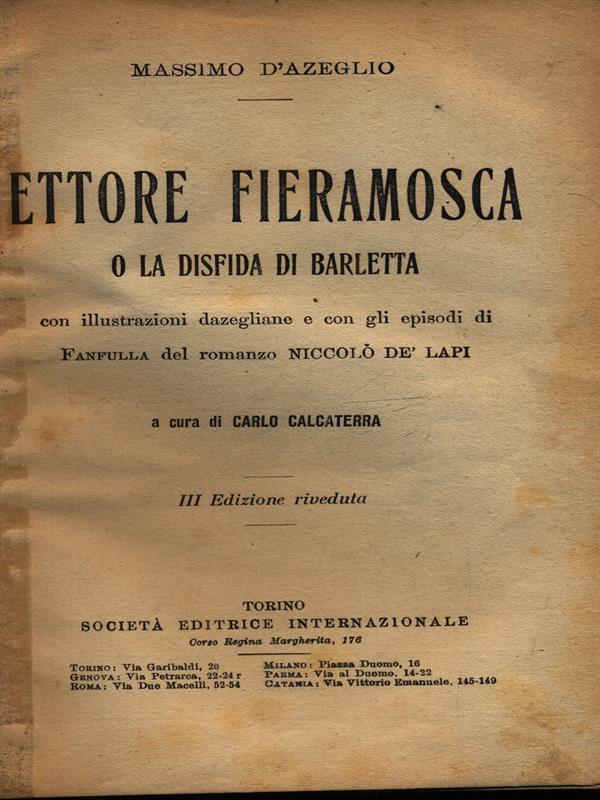 MASSIMO D'AZEGLIO
ETTORE FIERAMOSCA
O LA DISFIDA DI BARLETTA
con illustrazioni dazegliane e con gli episodi di
FANFULLA del romanzo NICCOLÒ DE' LAPI
a cura di CARLO CALCATERRA
III Edizione riveduta
TORINO
SOCIETÀ EDITRICE INTERNAZIONALE
Corso Regina Margherita, 176
TORINO: Via Garibaldi, 20
GENOVA: Via Petrarca, 22-24 r
ROMA: Via Due Macelli, 52-54
MILANO: Piazza Duomo, 16
PARMA: Via al Duomo, 14-22
CATANIA: Via Vittorio Emanuele, 145-149